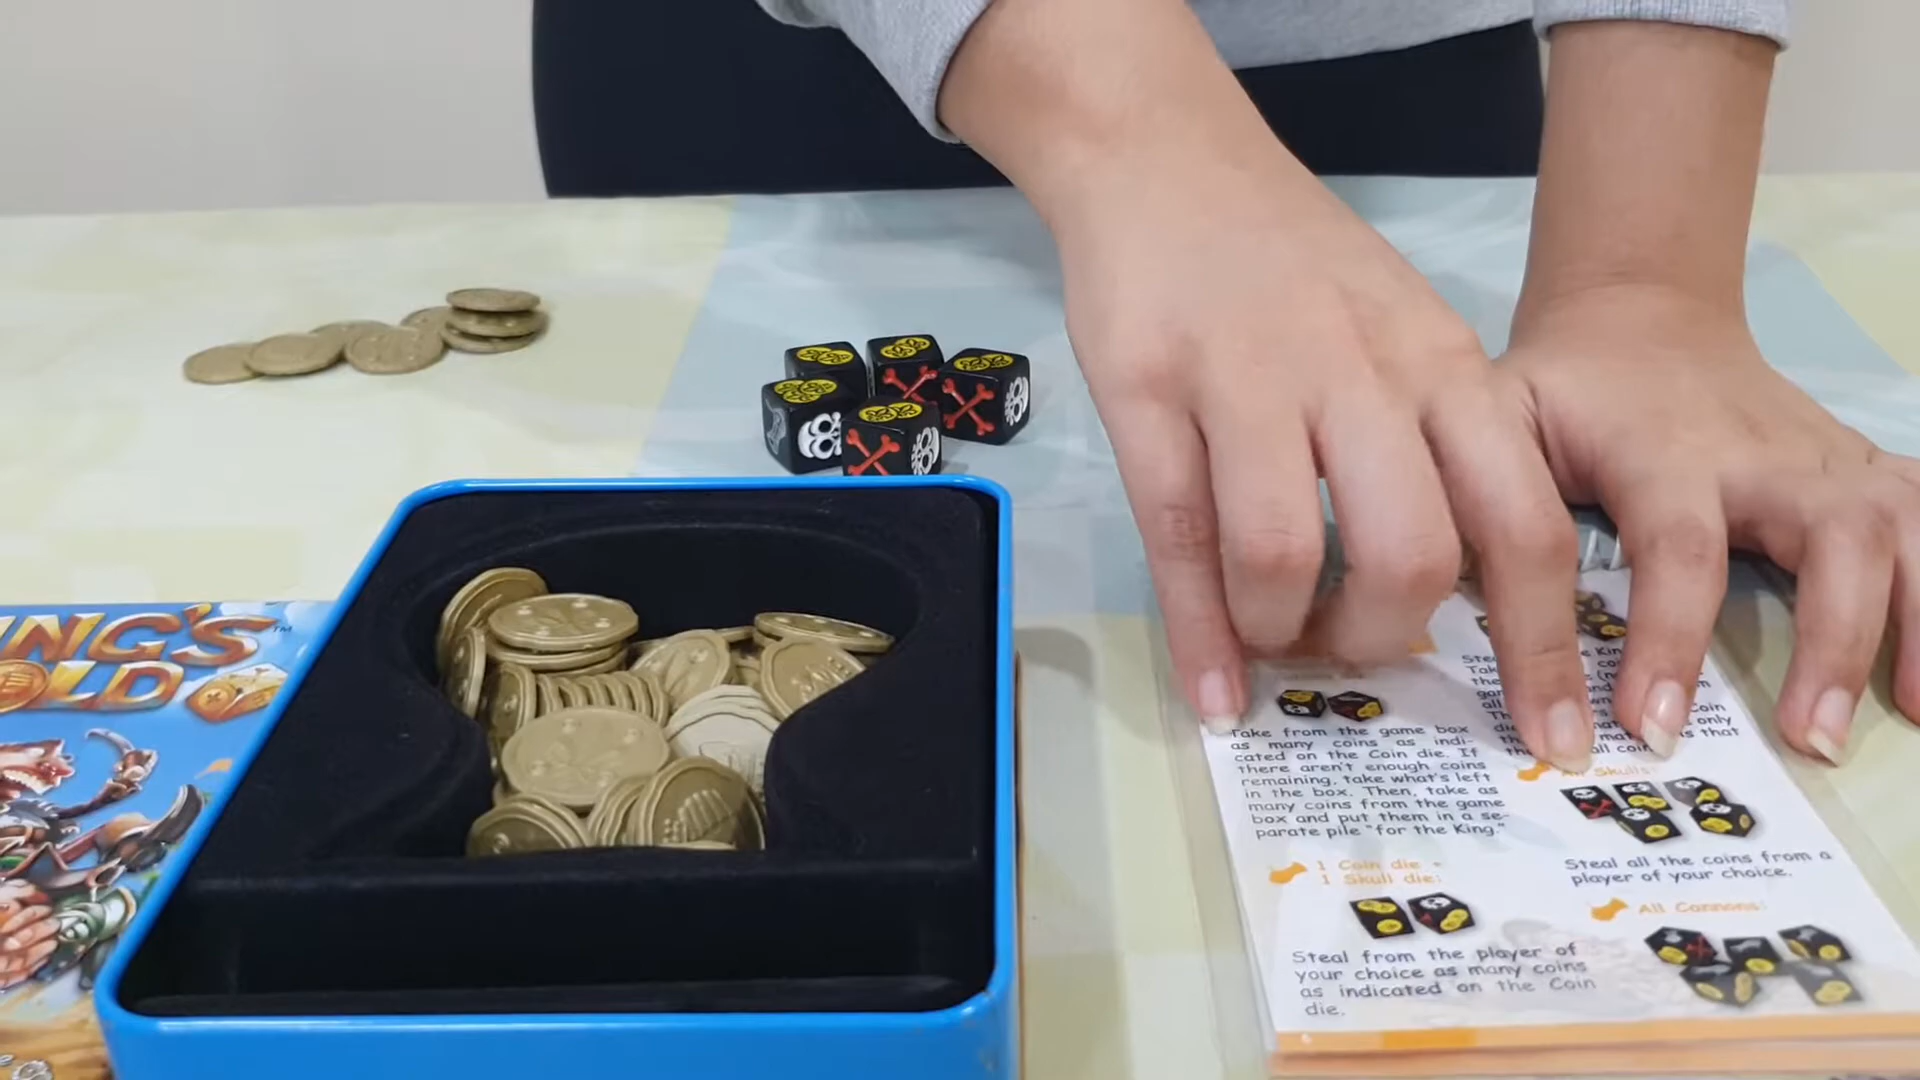 ING'S™
OLD
Take from the game box
as many coins as indi-
cated on the Coin die. If
there aren't enough coins
remaining, take what's left
in the box. Then, take as
many coins from the game
box and put them in a se-
parate pile "for the King."
1 Coin die +
1 Skull die:
Steal from the player of
your choice as many coins
as indicated on the Coin
die.
All Skulls:
Steal all the coins from a
player of your choice.
All Cannons: